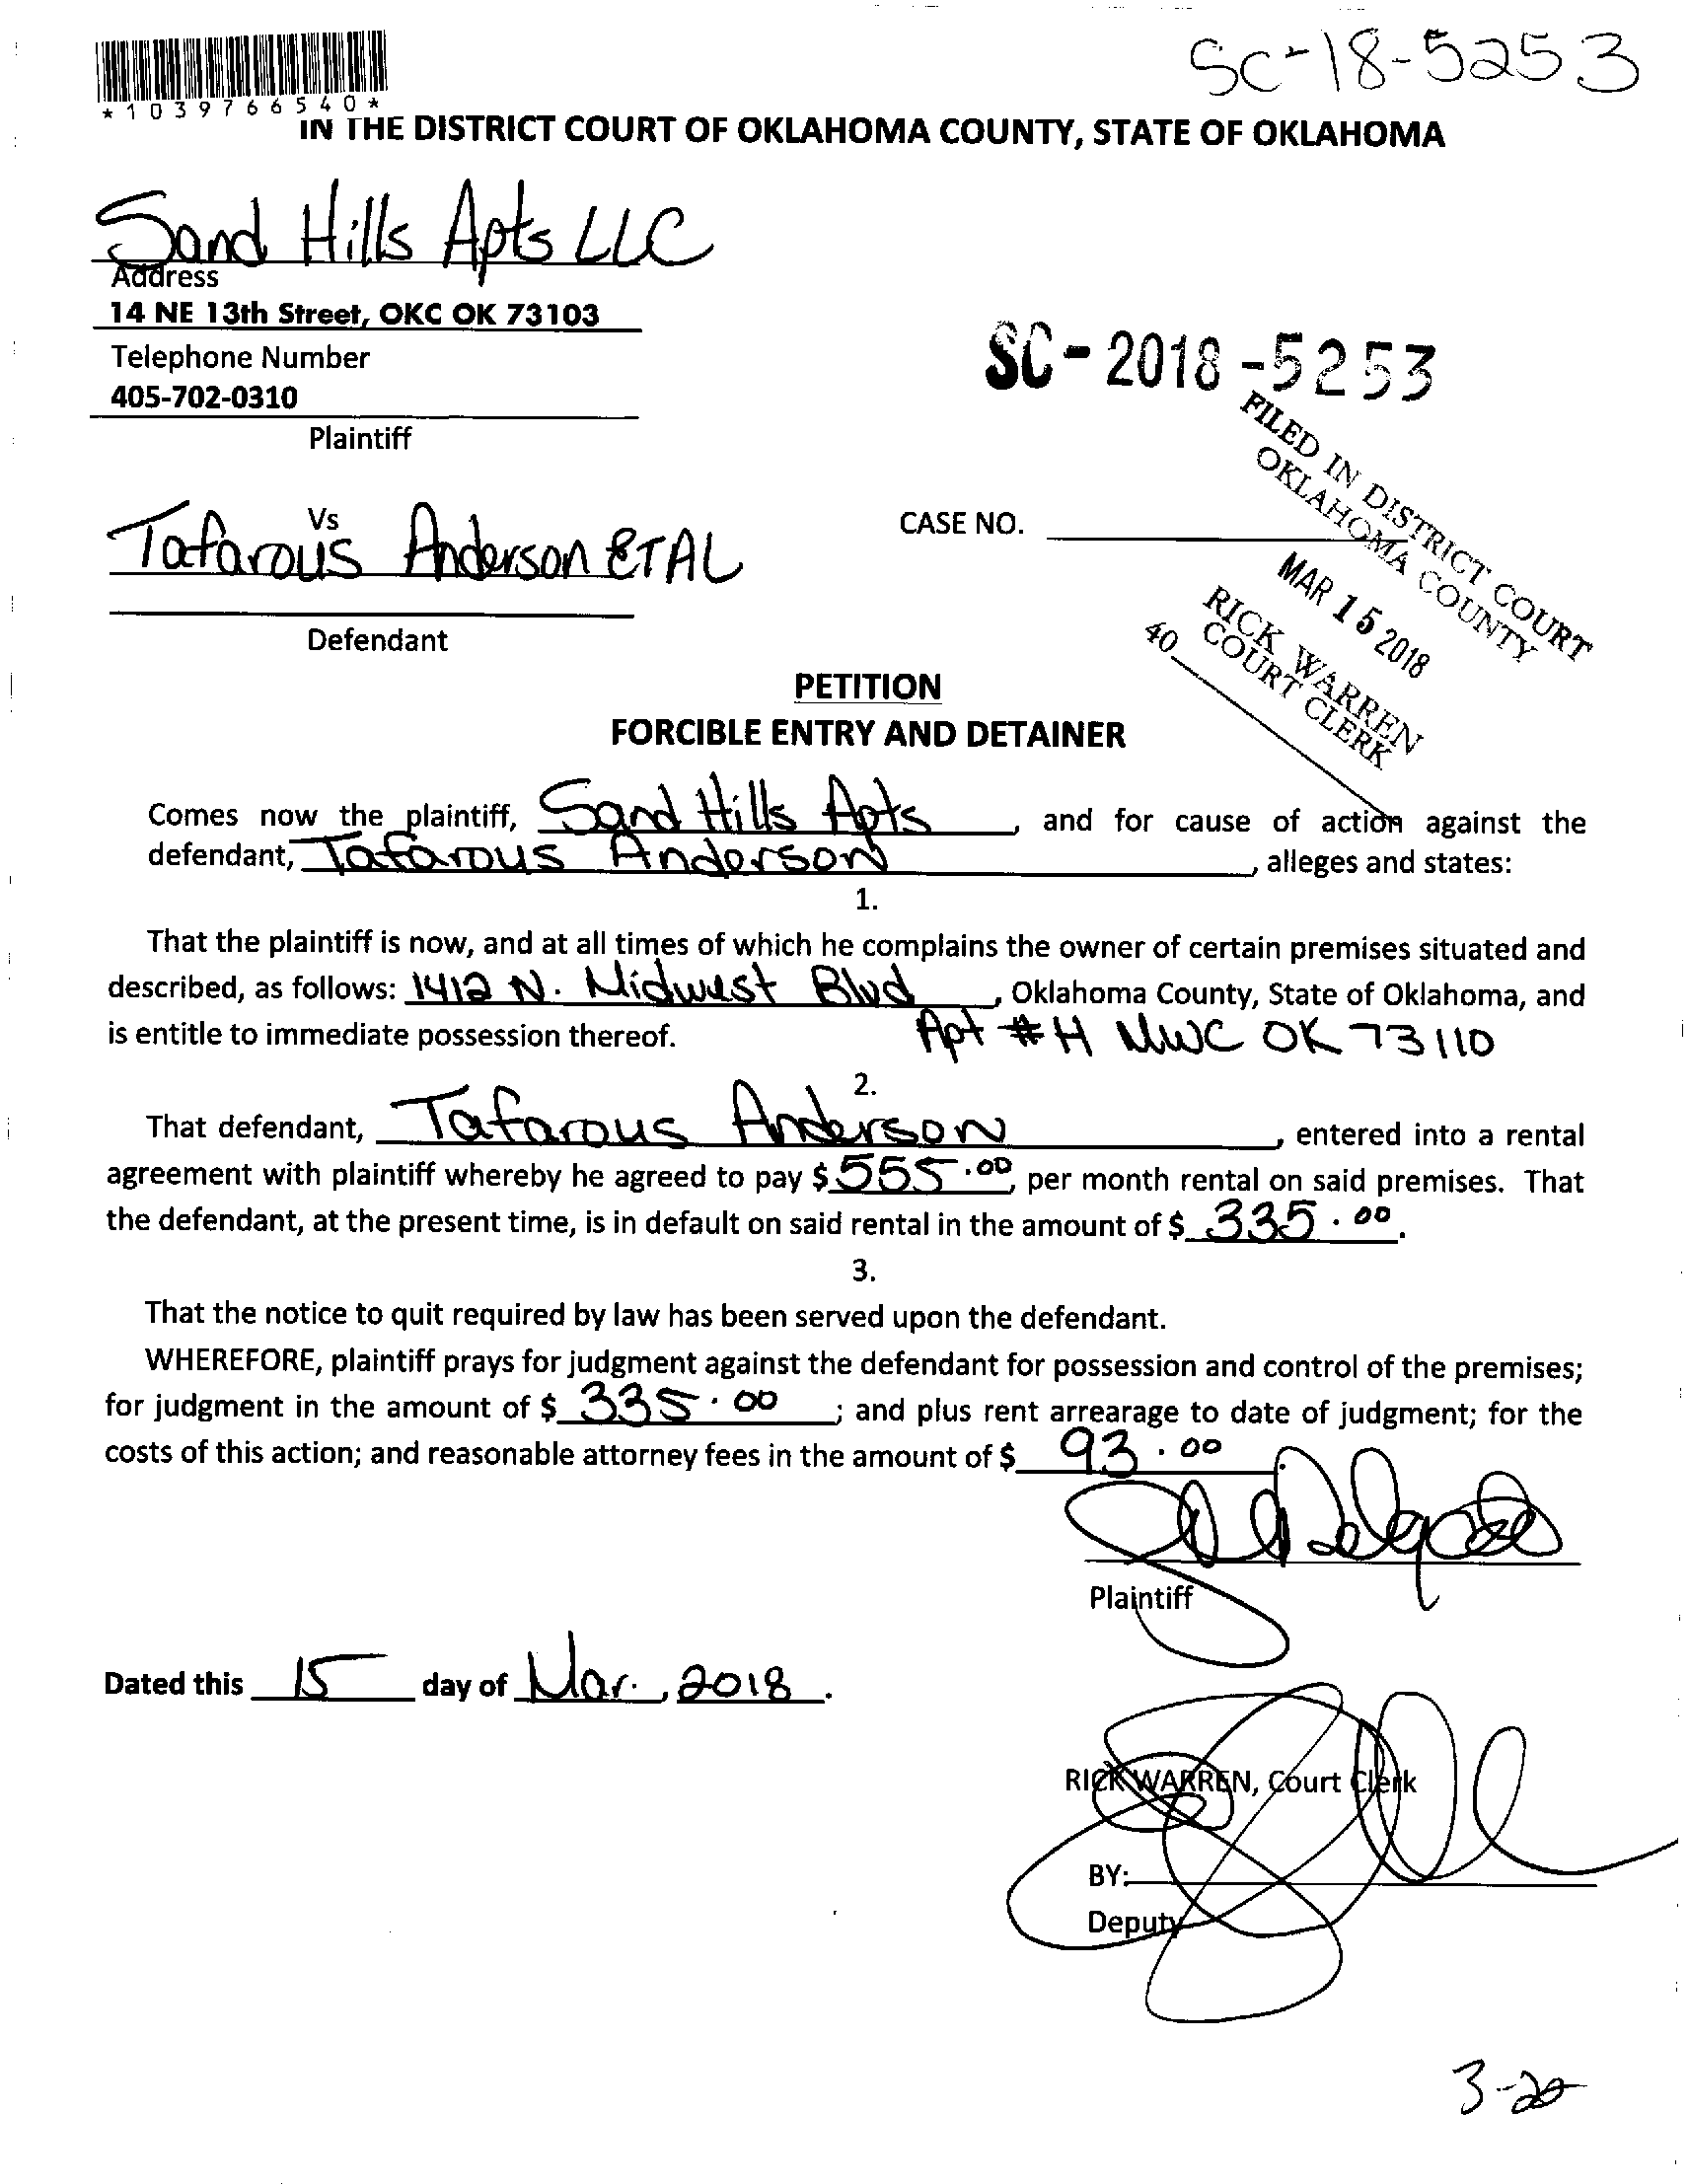 SC-18-5253
*1039766540*
IN THE DISTRICT COURT OF OKLAHOMA COUNTY, STATE OF OKLAHOMA
Sand Hills Apts LLC
Address
14 NE 13th Street, OKC OK 73103
Telephone Number
405-702-0310
Plaintiff
SC-2018-5253
FILED IN DISTRICT COURT
OKLAHOMA COUNTY
MAR 15 2018
RICK WARREN
COURT CLERK
40
Vs
Tafarous Anderson ETAL
CASE NO.
Defendant
PETITION
FORCIBLE ENTRY AND DETAINER
Comes now the plaintiff, Sand Hills Apts, and for cause of action against the
defendant, Tafarous Anderson, alleges and states:
1.
That the plaintiff is now, and at all times of which he complains the owner of certain premises situated and
described, as follows: 1412 N. Midwest Blvd, Oklahoma County, State of Oklahoma, and
is entitle to immediate possession thereof. Apt #H MWC OK 73110
2.
That defendant, Tafarous Anderson, entered into a rental
agreement with plaintiff whereby he agreed to pay $ 555.00, per month rental on said premises. That
the defendant, at the present time, is in default on said rental in the amount of $ 335.00.
3.
That the notice to quit required by law has been served upon the defendant.
WHEREFORE, plaintiff prays for judgment against the defendant for possession and control of the premises;
for judgment in the amount of $ 335.00; and plus rent arrearage to date of judgment; for the
costs of this action; and reasonable attorney fees in the amount of $ 93.00.
Plaintiff
Dated this 15 day of Mar., 2018.
RICK WARREN, Court Clerk
BY:
Deputy
3-20